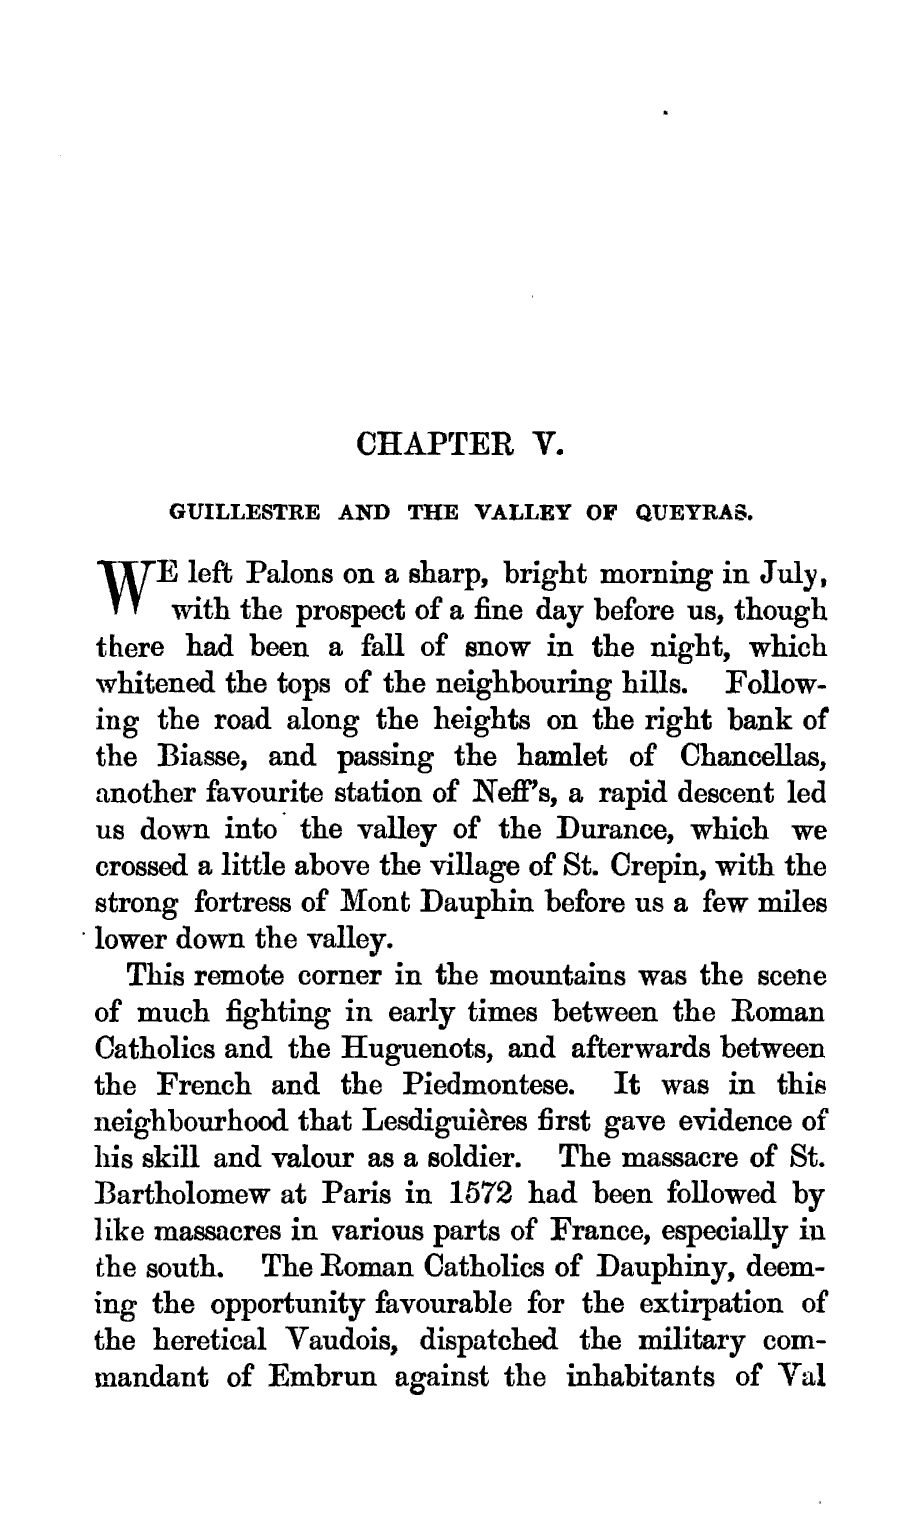 CHAPTER V.
GUILLESTRE AND THE VALLEY OF QUEYRAS.
WE left Palons on a sharp, bright morning in July,
with the prospect of a fine day before us, though
there had been a fall of snow in the night, which
whitened the tops of the neighbouring hills. Follow-
ing the road along the heights on the right bank of
the Biasse, and passing the hamlet of Chancellas,
another favourite station of Neff's, a rapid descent led
us down into the valley of the Durance, which we
crossed a little above the village of St. Crepin, with the
strong fortress of Mont Dauphin before us a few miles
lower down the valley.
This remote corner in the mountains was the scene
of much fighting in early times between the Roman
Catholics and the Huguenots, and afterwards between
the French and the Piedmontese. It was in this
neighbourhood that Lesdiguières first gave evidence of
his skill and valour as a soldier. The massacre of St.
Bartholomew at Paris in 1572 had been followed by
like massacres in various parts of France, especially in
the south. The Roman Catholics of Dauphiny, deem-
ing the opportunity favourable for the extirpation of
the heretical Vaudois, dispatched the military com-
mandant of Embrun against the inhabitants of Val